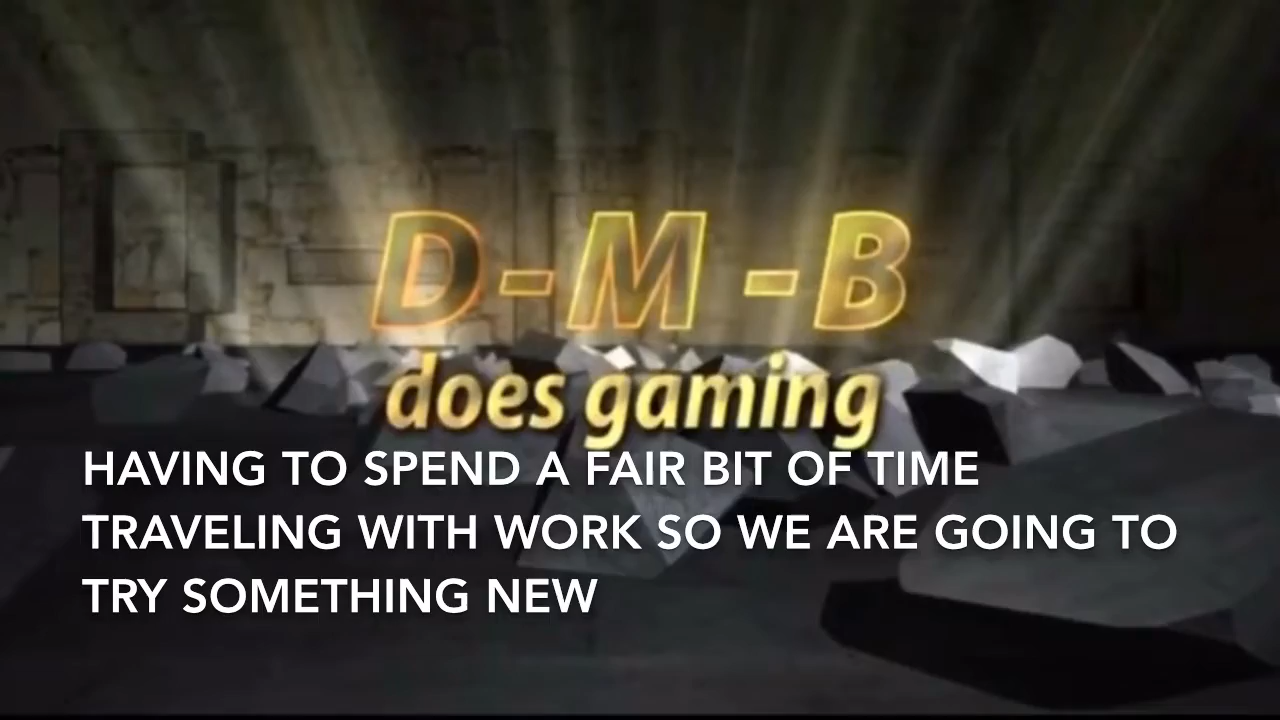 D-M-B
does gaming
HAVING TO SPEND A FAIR BIT OF TIME
TRAVELING WITH WORK SO WE ARE GOING TO
TRY SOMETHING NEW